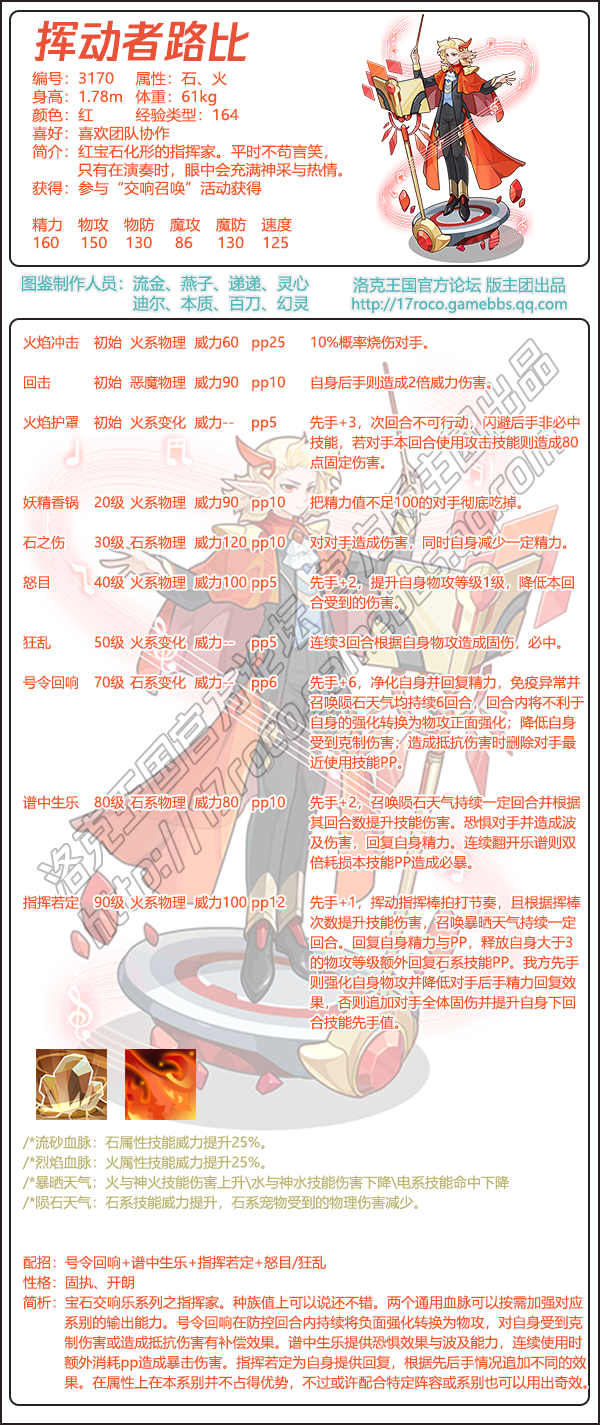 挥动者路比
编号：3170 属性：石、火
身高：1.78m 体重：61kg
颜色：红 经验类型：164
喜好：喜欢团队协作
简介：红宝石化形的指挥家。平时不苟言笑，
只有在演奏时，眼中会充满神采与热情。
获得：参与“交响召唤”活动获得
精力 物攻 物防 魔攻 魔防 速度
160 150 130 86 130 125
图鉴制作人员：流金、燕子、递递、灵心
迪尔、本质、百刀、幻灵
洛克王国官方论坛 版主团出品
http://17roco.gamebbs.qq.com
火焰冲击 初始 火系物理 威力60 pp25 10%概率烧伤对手。
回击 初始 恶魔物理 威力90 pp10 自身后手则造成2倍威力伤害。
火焰护罩 初始 火系变化 威力-- pp5 先手+3，次回合不可行动，闪避后手非必中
技能，若对手本回合使用攻击技能则造成80
点固定伤害。
妖精香锅 20级 火系物理 威力90 pp10 把精力值不足100的对手彻底吃掉。
石之伤 30级 石系物理 威力120 pp10 对对手造成伤害，同时自身减少一定精力。
怒目 40级 火系物理 威力100 pp5 先手+2，提升自身物攻等级1级，降低本回
合受到的伤害。
狂乱 50级 火系变化 威力-- pp5 连续3回合根据自身物攻造成固伤，必中。
号令回响 70级 石系变化 威力-- pp6 先手+6，净化自身并回复精力，免疫异常并
召唤陨石天气均持续6回合，回合内将不利于
自身的强化转换为物攻正面强化；降低自身
受到克制伤害；造成抵抗伤害时删除对手最
近使用技能PP。
谱中生乐 80级 石系物理 威力80 pp10 先手+2，召唤陨石天气持续一定回合并根据
其回合数提升技能伤害。恐惧对手并造成波
及伤害，回复自身精力。连续翻开乐谱则双
倍耗损本技能PP造成必暴。
指挥若定 90级 火系物理 威力100 pp12 先手+1，挥动指挥棒拍打节奏，且根据挥棒
次数提升技能伤害，召唤暴晒天气持续一定
回合。回复自身精力与PP，释放自身大于3
的物攻等级额外回复石系技能PP。我方先手
则强化自身物攻并降低对手后手精力回复效
果，否则追加对手全体固伤并提升自身下回
合技能先手值。
洛克王国官方论坛 版主团出品
http://17roco.gamebbs.qq.com
/*流砂血脉：石属性技能威力提升25%。
/*烈焰血脉：火属性技能威力提升25%。
/*暴晒天气：火与神火技能伤害上升\水与神水技能伤害下降\电系技能命中下降
/*陨石天气：石系技能威力提升，石系宠物受到的物理伤害减少。
配招：号令回响+谱中生乐+指挥若定+怒目/狂乱
性格：固执、开朗
简析：宝石交响乐系列之指挥家。种族值上可以说还不错。两个通用血脉可以按需加强对应
系别的输出能力。号令回响在防控回合内持续将负面强化转换为物攻，对自身受到克
制伤害或造成抵抗伤害有补偿效果。谱中生乐提供恐惧效果与波及能力，连续使用时
额外消耗pp造成暴击伤害。指挥若定为自身提供回复，根据先后手情况追加不同的效
果。在属性上在本系别并不占得优势，不过或许配合特定阵容或系别也可以用出奇效。